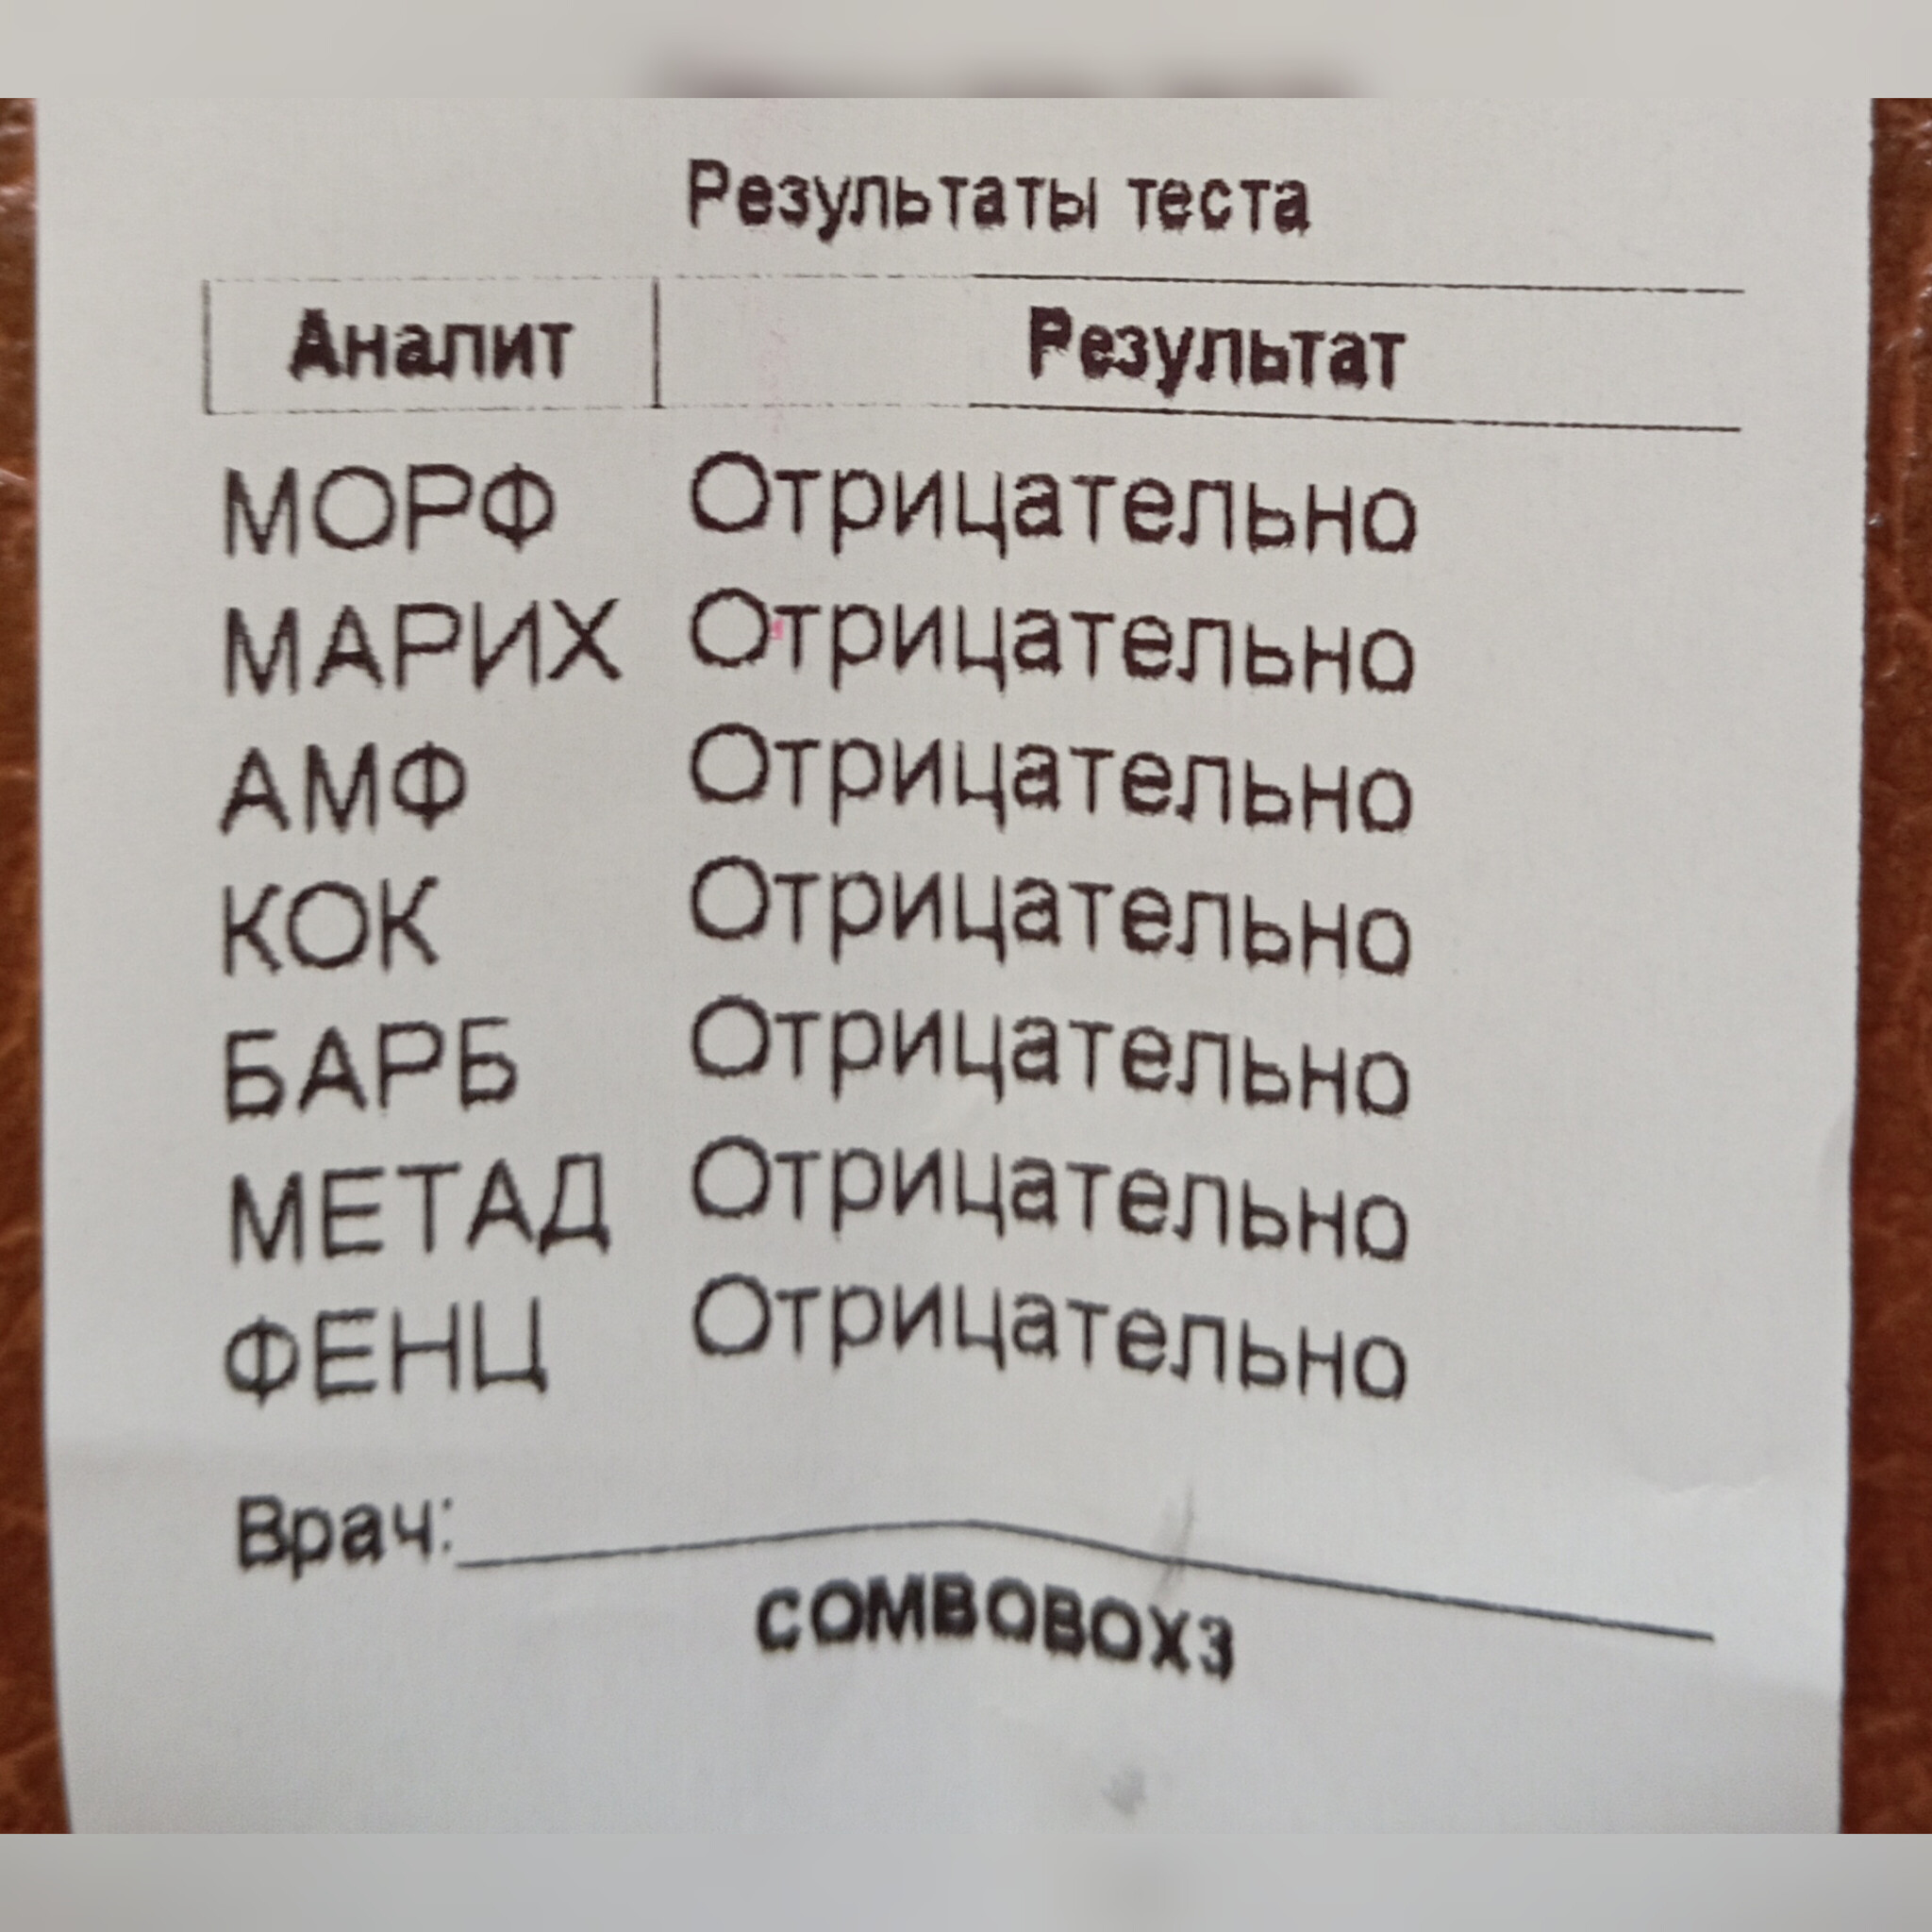 Результаты теста
Аналит Результат
МОРФ Отрицательно
МАРИХ Отрицательно
АМФ Отрицательно
КОК Отрицательно
БАРБ Отрицательно
МЕТАД Отрицательно
ФЕНЦ Отрицательно
Врач:
COMBOBOX3